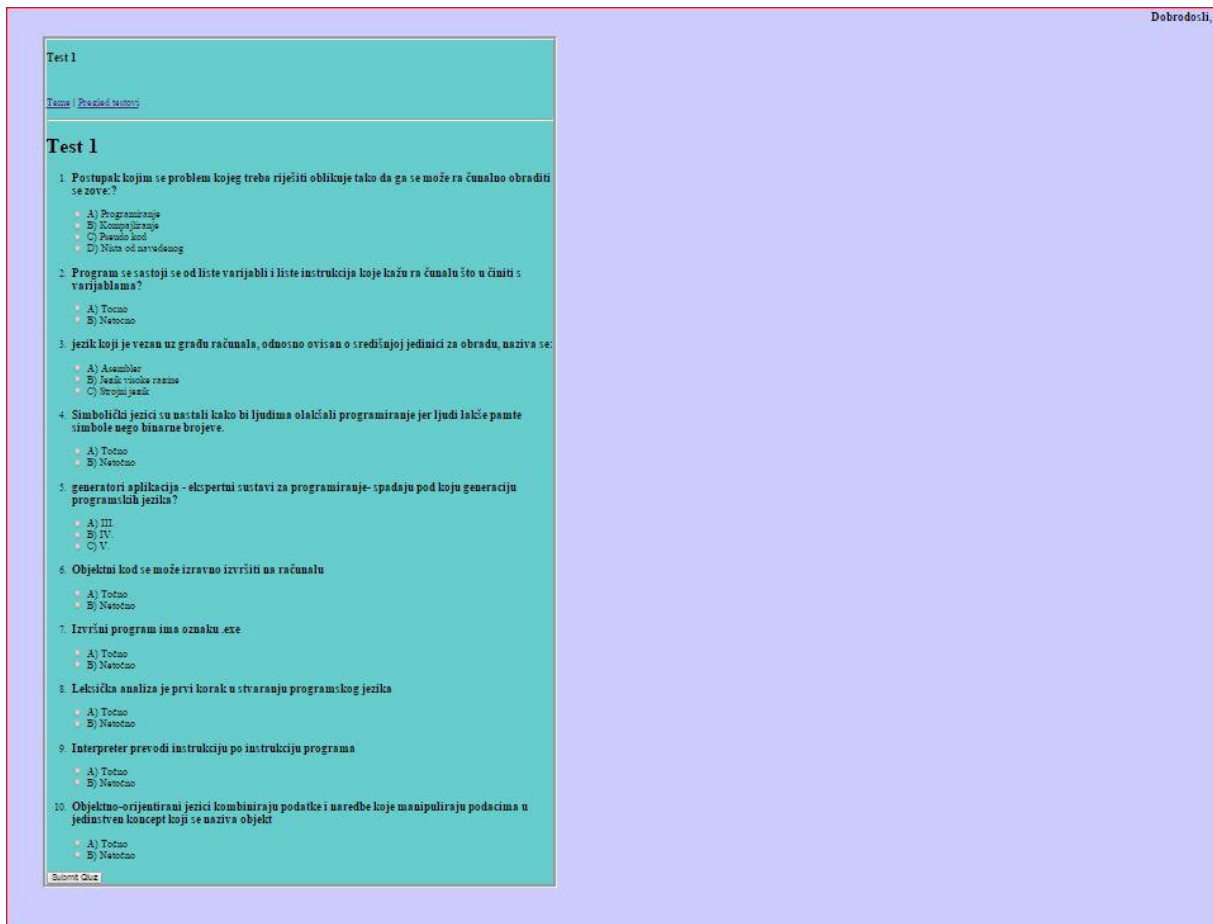 Dobrodosli,
Test 1
Teme | Pregled testovi
Test 1
1. Postupak kojim se problem kojeg treba riješiti oblikuje tako da ga se može ra čunalno obraditi
se zove:?
A) Programiranje
B) Kompajliranje
C) Pseudo kod
D) Nista od navedenog
2. Program se sastoji se od liste varijabli i liste instrukcija koje kažu ra čunalu što u činiti s
varijablama?
A) Tocno
B) Netocno
3. jezik koji je vezan uz građu računala, odnosno ovisan o središnjoj jedinici za obradu, naziva se:
A) Asembler
B) Jezik visoke razine
C) Strojni jezik
4. Simbolički jezici su nastali kako bi ljudima olakšali programiranje jer ljudi lakše pamte
simbole nego binarne brojeve.
A) Točno
B) Netočno
5. generatori aplikacija - ekspertni sustavi za programiranje- spadaju pod koju generaciju
programskih jezika?
A) III.
B) IV.
C) V.
6. Objektni kod se može izravno izvršiti na računalu
A) Točno
B) Netočno
7. Izvršni program ima oznaku .exe
A) Točno
B) Netočno
8. Leksička analiza je prvi korak u stvaranju programskog jezika
A) Točno
B) Netočno
9. Interpreter prevodi instrukciju po instrukciju programa
A) Točno
B) Netočno
10. Objektno-orijentirani jezici kombiniraju podatke i naredbe koje manipuliraju podacima u
jedinstven koncept koji se naziva objekt
A) Točno
B) Netočno
Submit Quiz